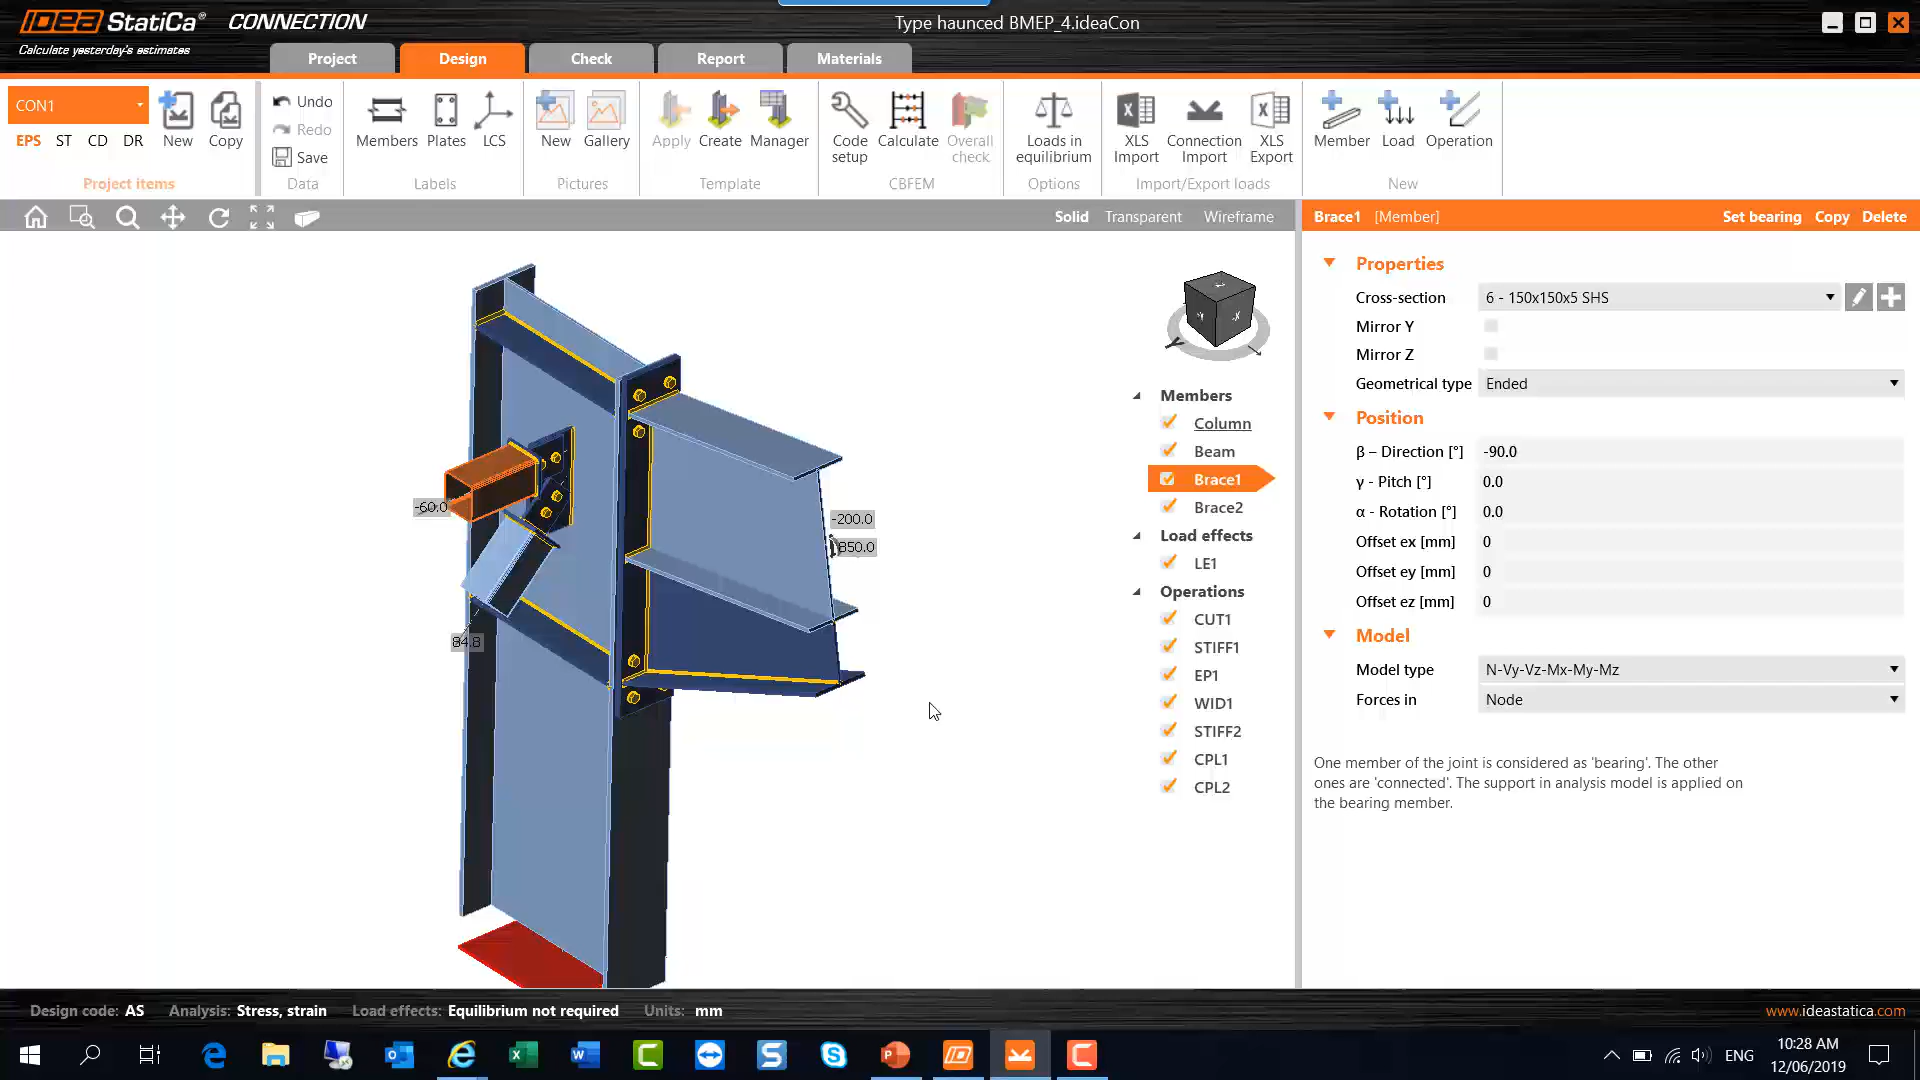 IDEA StatiCa® CONNECTION
Calculate yesterday's estimates
Type haunced BMEP_4.ideaCon
Project
Design
Check
Report
Materials
CON1
EPS ST CD DR
New
Copy
Project items
Undo
Redo
Save
Data
Members
Plates
LCS
Labels
New
Gallery
Pictures
Apply
Create
Manager
Template
Code setup
Calculate
Overall check
CBFEM
Loads in equilibrium
Options
XLS Import
Connection Import
XLS Export
Import/Export loads
Member
Load
Operation
New
Solid Transparent Wireframe
Brace1 [Member]
Set bearing Copy Delete
-60.0
84.8
-200.0
350.0
-Y
-X
Members
Column
Beam
Brace1
Brace2
Load effects
LE1
Operations
CUT1
STIFF1
EP1
WID1
STIFF2
CPL1
CPL2
Properties
Cross-section 6 - 150x150x5 SHS
Mirror Y
Mirror Z
Geometrical type Ended
Position
β – Direction [°] -90.0
γ - Pitch [°] 0.0
α - Rotation [°] 0.0
Offset ex [mm] 0
Offset ey [mm] 0
Offset ez [mm] 0
Model
Model type N-Vy-Vz-Mx-My-Mz
Forces in Node
One member of the joint is considered as 'bearing'. The other
ones are 'connected'. The support in analysis model is applied on
the bearing member.
Design code: AS Analysis: Stress, strain Load effects: Equilibrium not required Units: mm
www.ideastatica.com
ENG
10:28 AM
12/06/2019